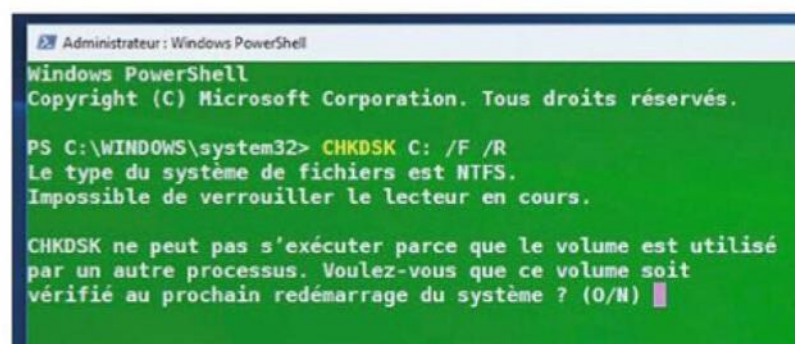 Administrateur : Windows PowerShell
Windows PowerShell
Copyright (C) Microsoft Corporation. Tous droits réservés.
PS C:\WINDOWS\system32> CHKDSK C: /F /R
Le type du système de fichiers est NTFS.
Impossible de verrouiller le lecteur en cours.
CHKDSK ne peut pas s’exécuter parce que le volume est utilisé
par un autre processus. Voulez-vous que ce volume soit
vérifié au prochain redémarrage du système ? (O/N)